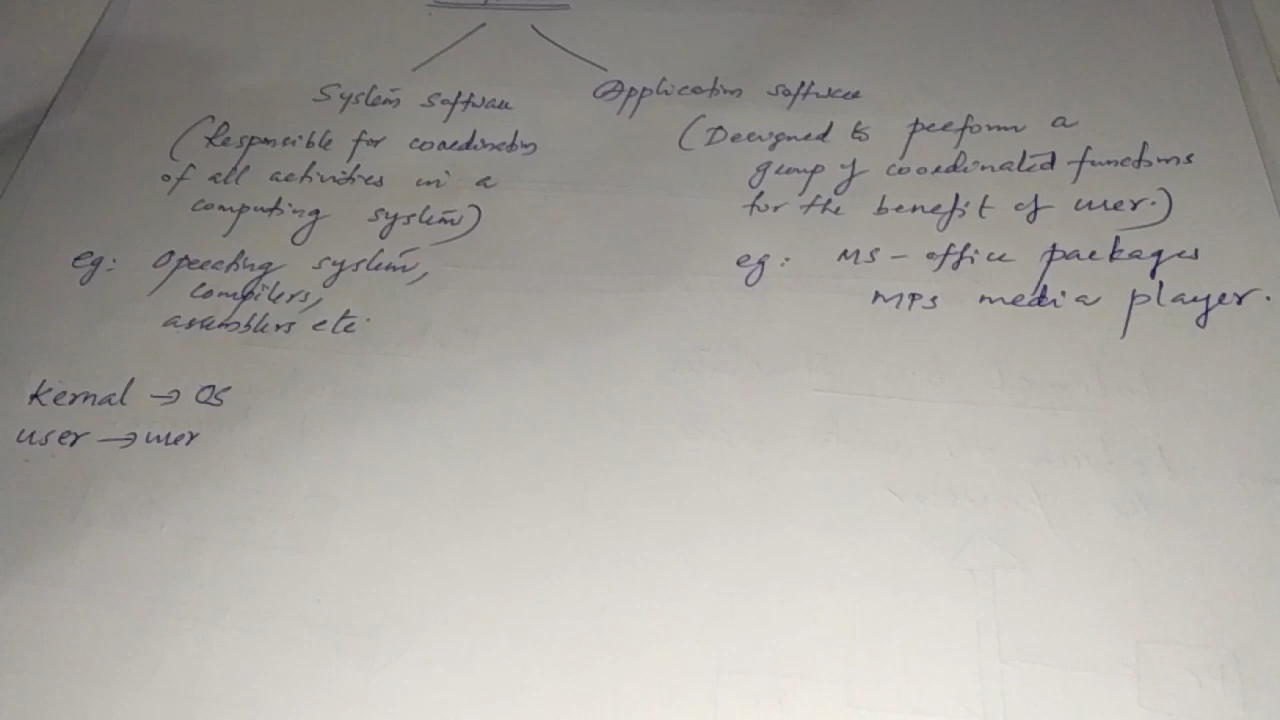 System software
(Responsible for coordination
of all activities in a
computing system)
eg: Operating system,
compilers,
assemblers etc.
Application software
(Designed to perform a
group of coordinated functions
for the benefit of user.)
eg: MS-office packages
MP3 media player.
Kernal → OS
user → user